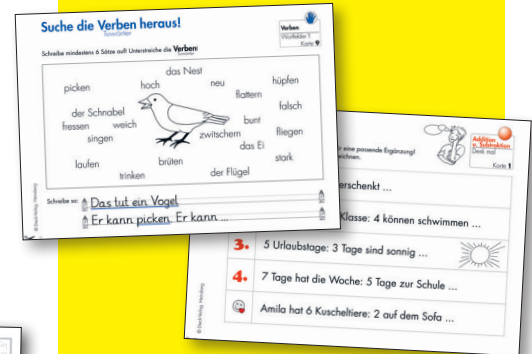 Suche die Verben heraus!
Tunwörter
Verben
Wortfelder 1
Karte 9
Schreibe mindestens 6 Sätze auf! Unterstreiche die Verben!
das Nest
picken
hoch
neu
hüpfen
flattern
der Schnabel
falsch
fressen
weich
bunt
singen
zwitschern
fliegen
das Ei
laufen
brüten
stark
trinken
der Flügel
Schreibe so:
Das tut ein Vogel
Er kann picken. Er kann ...
Addition
u. Subtraktion
Denk mal
Karte 1
eine passende Ergänzung!
erschenkt ...
Klasse: 4 können schwimmen ...
3. 5 Urlaubstage: 3 Tage sind sonnig ...
4. 7 Tage hat die Woche: 5 Tage zur Schule ...
Amila hat 6 Kuscheltiere: 2 auf dem Sofa ...